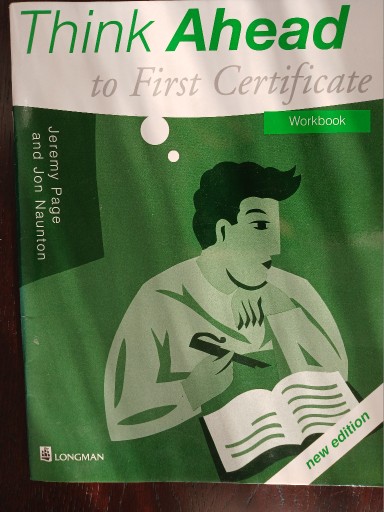 Think Ahead
to First Certificate
Workbook
Jeremy Page
and Jon Naunton
new edition
LONGMAN